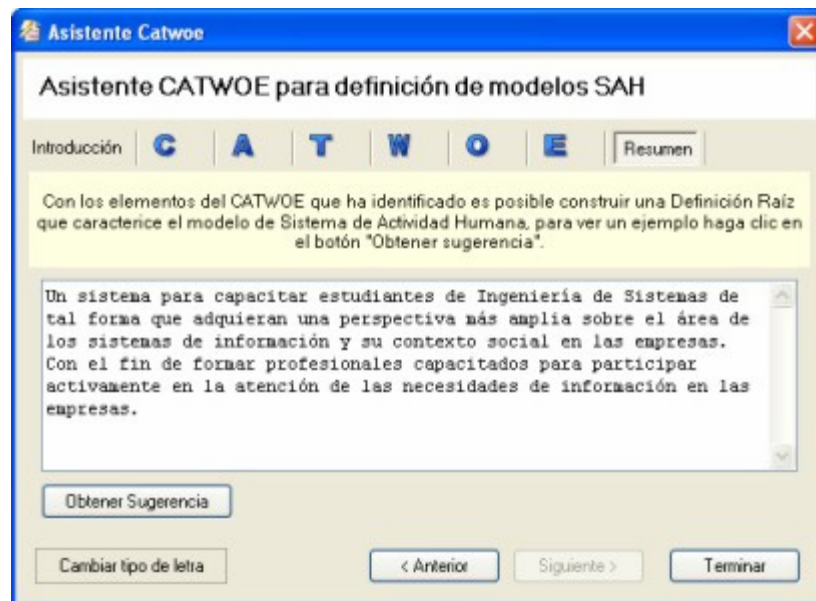 Asistente Catwoe
Asistente CATWOE para definición de modelos SAH
Introducción C A T W O E Resumen
Con los elementos del CATWOE que ha identificado es posible construir una Definición Raíz
que caracterice el modelo de Sistema de Actividad Humana, para ver un ejemplo haga clic en
el botón "Obtener sugerencia".
Un sistema para capacitar estudiantes de Ingeniería de Sistemas de
tal forma que adquieran una perspectiva más amplia sobre el área de
los sistemas de información y su contexto social en las empresas.
Con el fin de formar profesionales capacitados para participar
activamente en la atención de las necesidades de información en las
empresas.
Obtener Sugerencia
Cambiar tipo de letra < Anterior Siguiente > Terminar